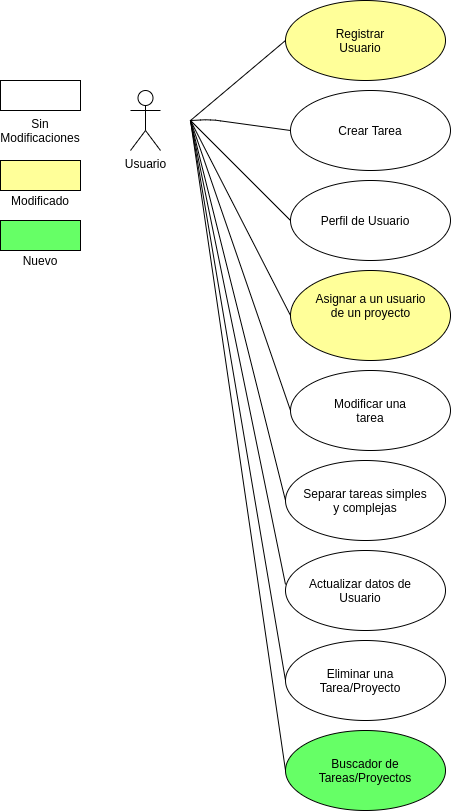 Registrar
Usuario
Sin
Modificaciones
Crear Tarea
Usuario
Modificado
Perfil de Usuario
Nuevo
Asignar a un usuario
de un proyecto
Modificar una
tarea
Separar tareas simples
y complejas
Actualizar datos de
Usuario
Eliminar una
Tarea/Proyecto
Buscador de
Tareas/Proyectos